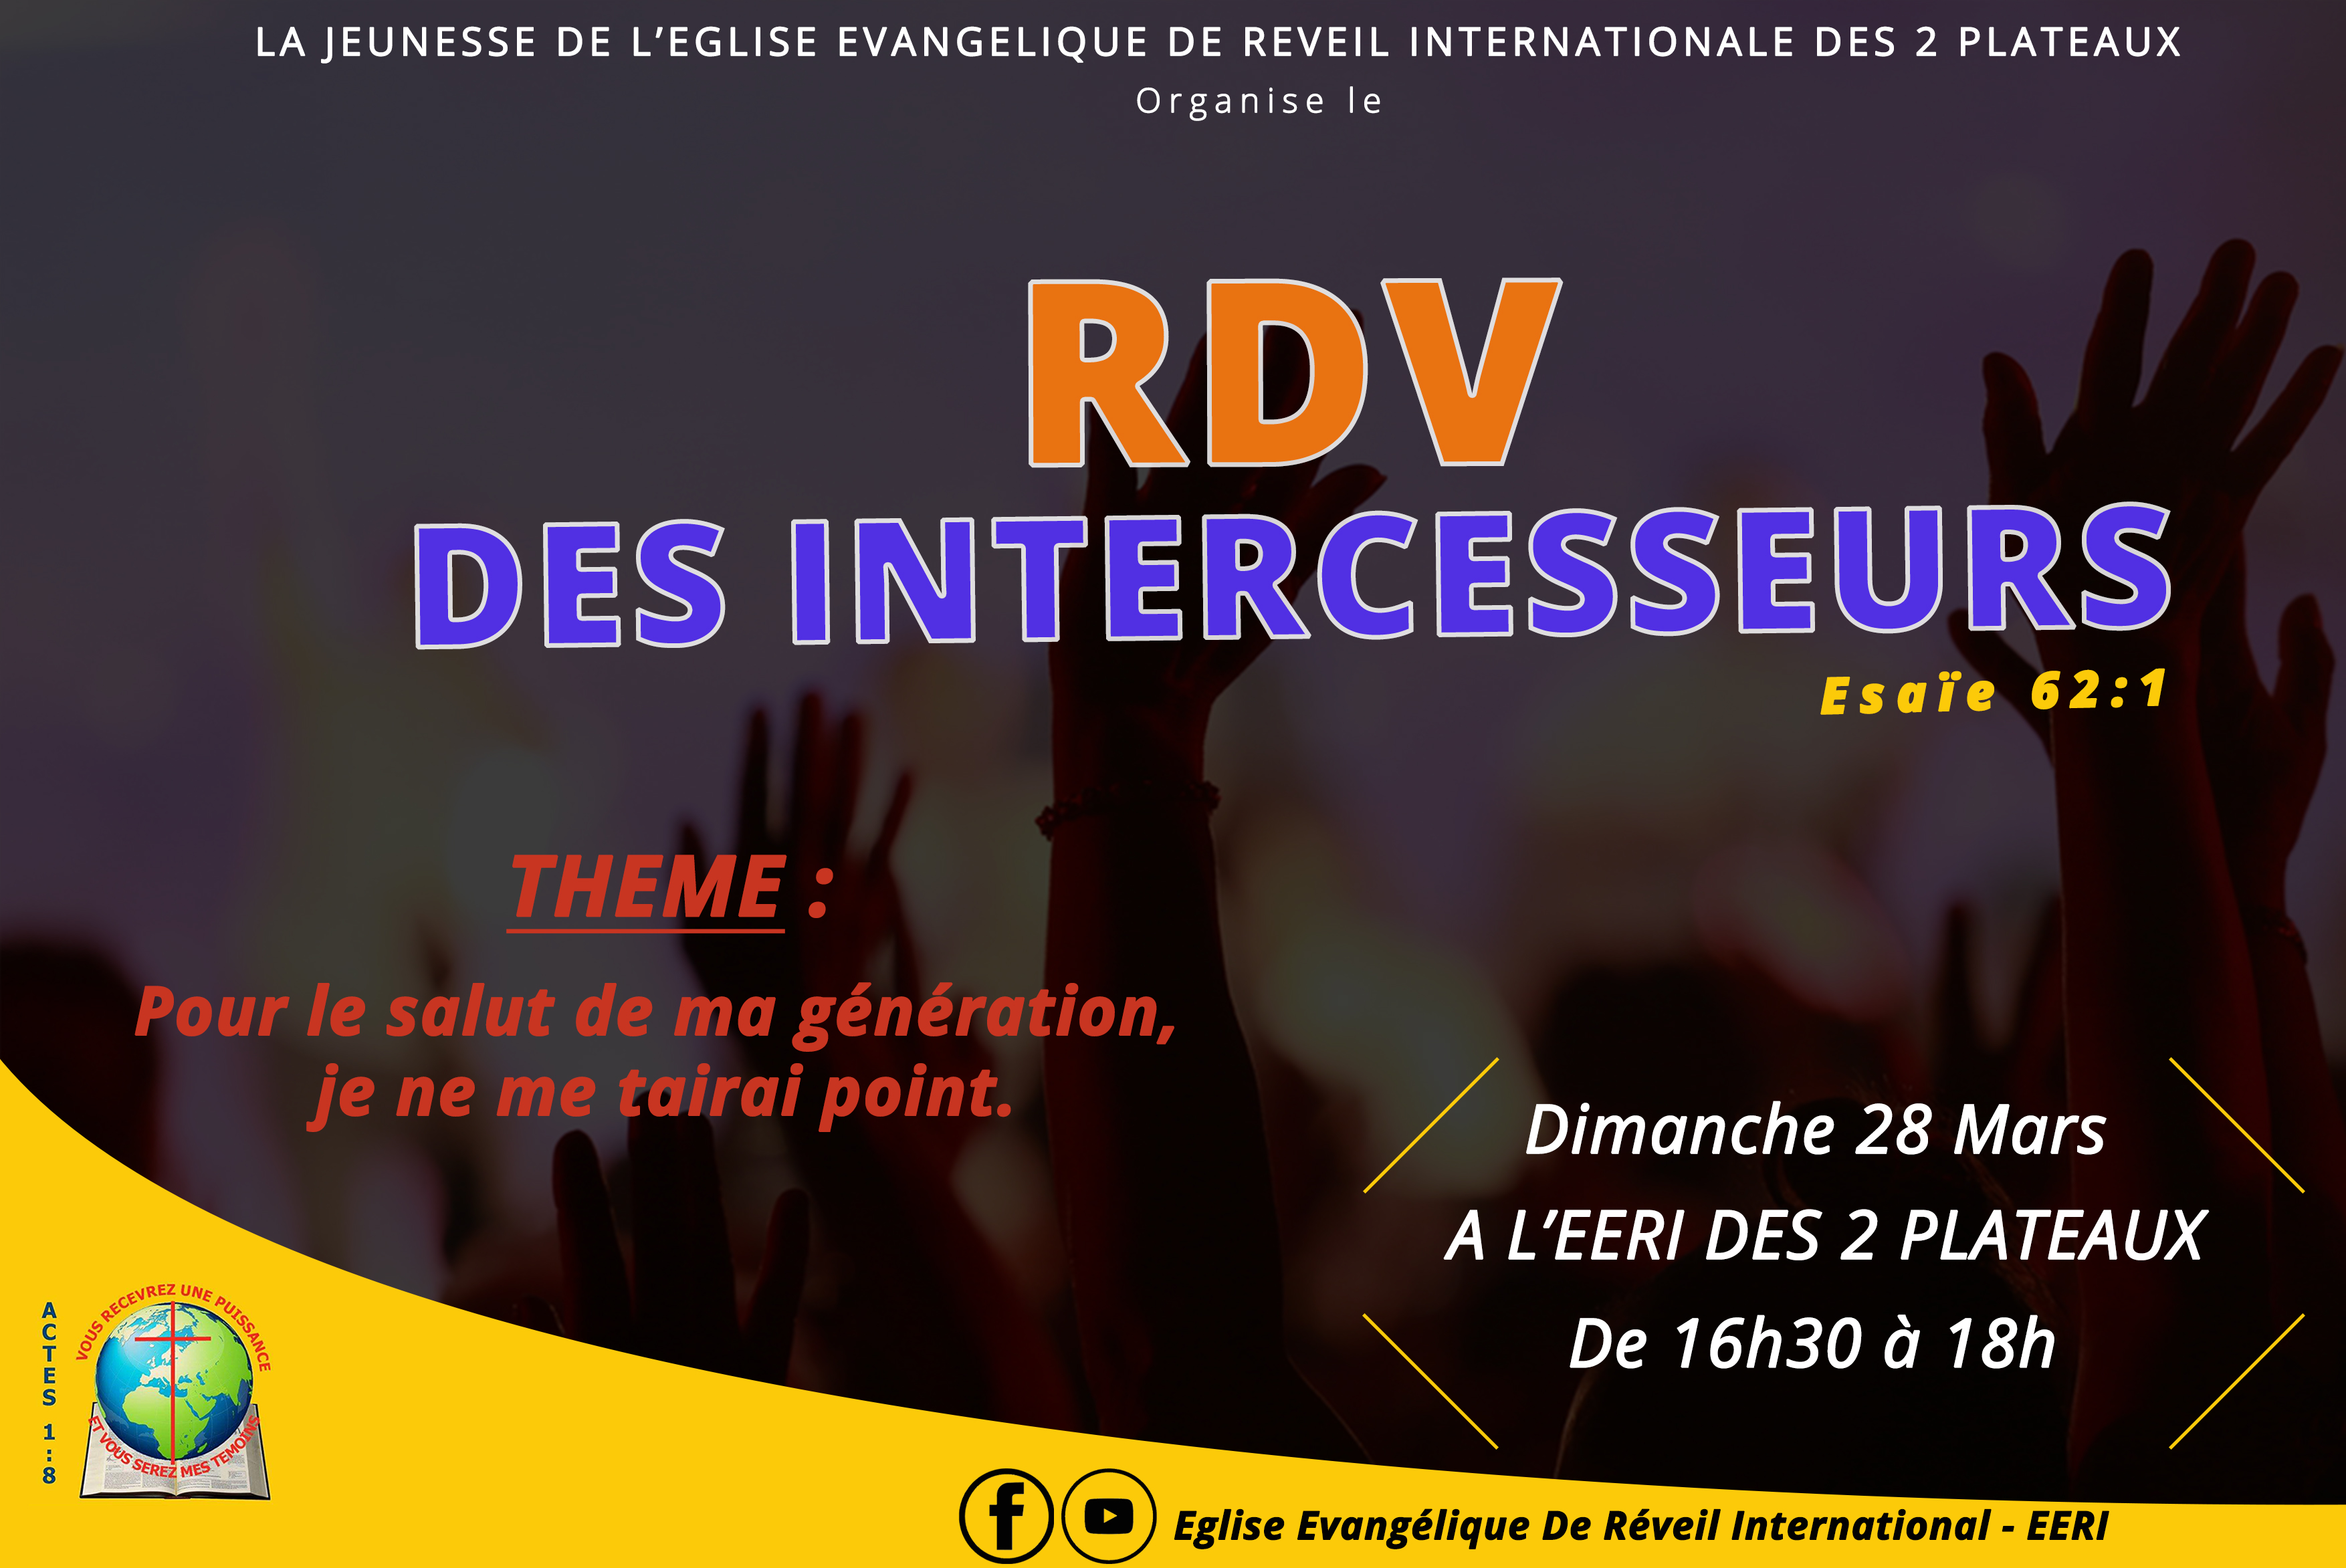 LA JEUNESSE DE L’EGLISE EVANGELIQUE DE REVEIL INTERNATIONALE DES 2 PLATEAUX
Organise le
RDV
DES INTERCESSEURS
Esaïe 62:1
THEME :
Pour le salut de ma génération,
je ne me tairai point.
Dimanche 28 Mars
A L’EERI DES 2 PLATEAUX
De 16h30 à 18h
ACTES 1:8
VOUS RECEVREZ UNE PUISSANCE
ET VOUS SEREZ MES TEMOINS
Eglise Evangélique De Réveil International - EERI